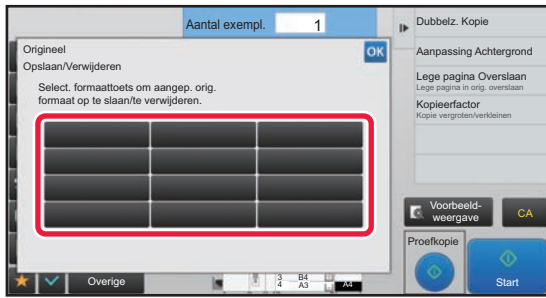 Aantal exempl. 1
Origineel
OK
Opslaan/Verwijderen
Select. formaattoets om aangep. orig.
formaat op te slaan/te verwijderen.
Dubbelz. Kopie
Aanpassing Achtergrond
Lege pagina Overslaan
Lege pagina in orig. overslaan
Kopieerfactor
Kopie vergroten/verkleinen
Voorbeeld-
weergave
CA
Proefkopie
Start
Overige
3 B4
4 A3
A4